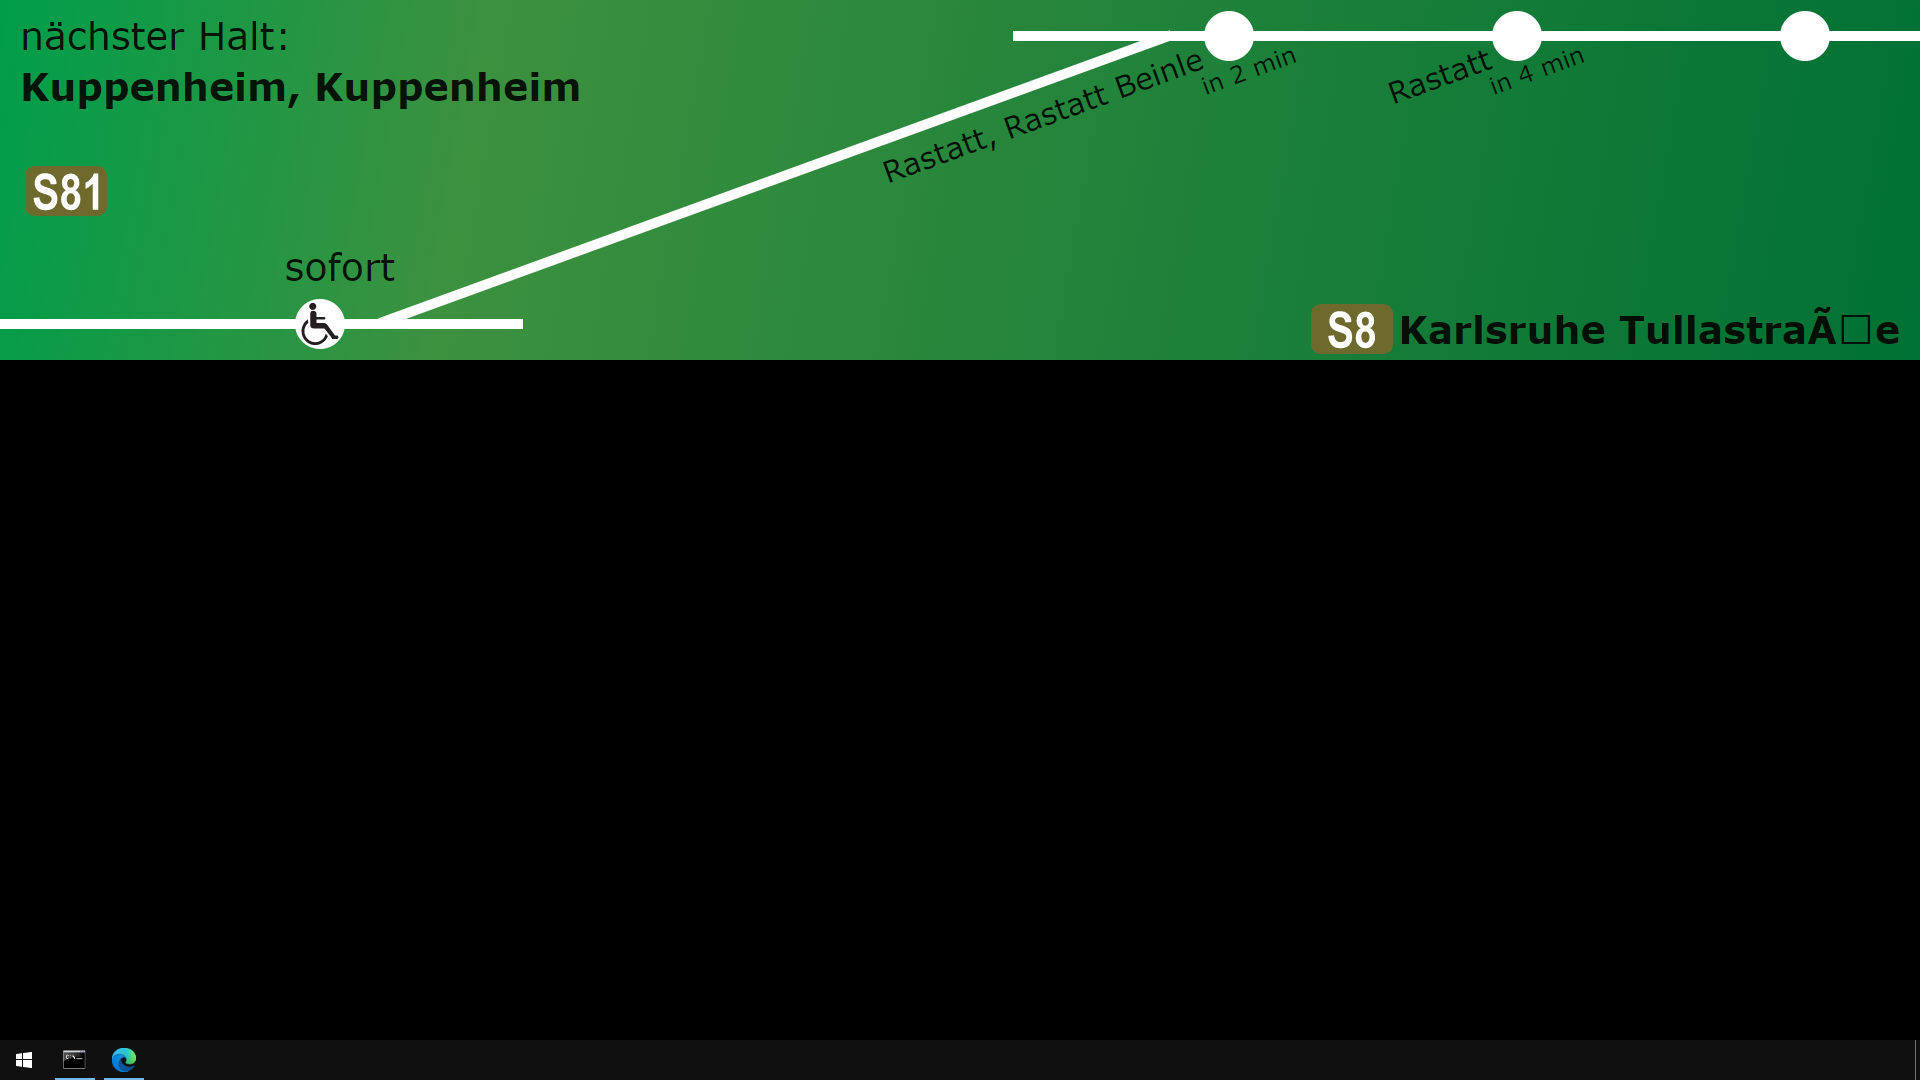 nächster Halt:
Kuppenheim, Kuppenheim
S81
sofort
Rastatt, Rastatt Beinle
in 2 min
Rastatt
in 4 min
S8 Karlsruhe TullastraÃ□e